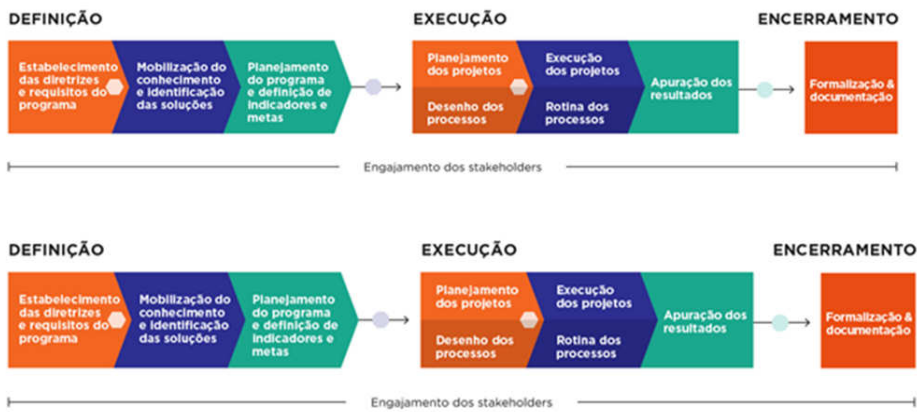 DEFINIÇÃO
EXECUÇÃO
ENCERRAMENTO
Estabelecimento
das diretrizes
e requisitos do
programa
Mobilização do
conhecimento
e identificação
das soluções
Planejamento
do programa
e definição de
indicadores e
metas
Planejamento
dos projetos
Desenho dos
processos
Execução
dos projetos
Rotina dos
processos
Apuração dos
resultados
Formalização &
documentação
Engajamento dos stakeholders
DEFINIÇÃO
EXECUÇÃO
ENCERRAMENTO
Estabelecimento
das diretrizes
e requisitos do
programa
Mobilização do
conhecimento
e identificação
das soluções
Planejamento
do programa
e definição de
indicadores e
metas
Planejamento
dos projetos
Desenho dos
processos
Execução
dos projetos
Rotina dos
processos
Apuração dos
resultados
Formalização &
documentação
Engajamento dos stakeholders